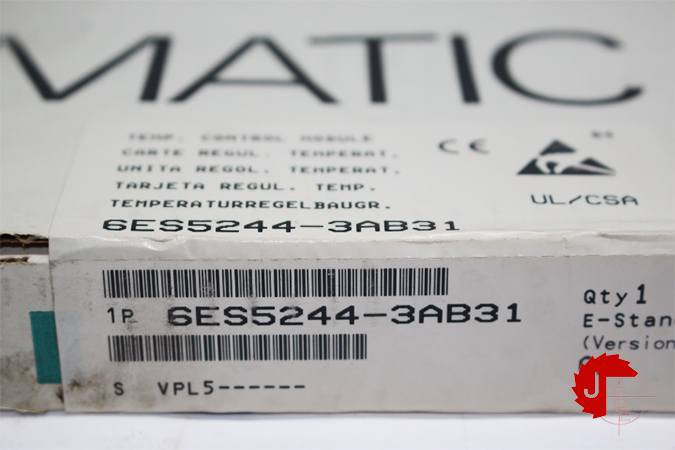 MATIC
TEMP. CONTROL MODULE
CARTE REGUL. TEMPERAT.
UNITA REGOL. TEMPERAT.
TARJETA REGUL. TEMP.
TEMPERATURREGELBAUGR.
6ES5244-3AB31
CE
UL/CSA
1P 6ES5244-3AB31
S VPL5------
Qty 1
E-Stan
(Version
J